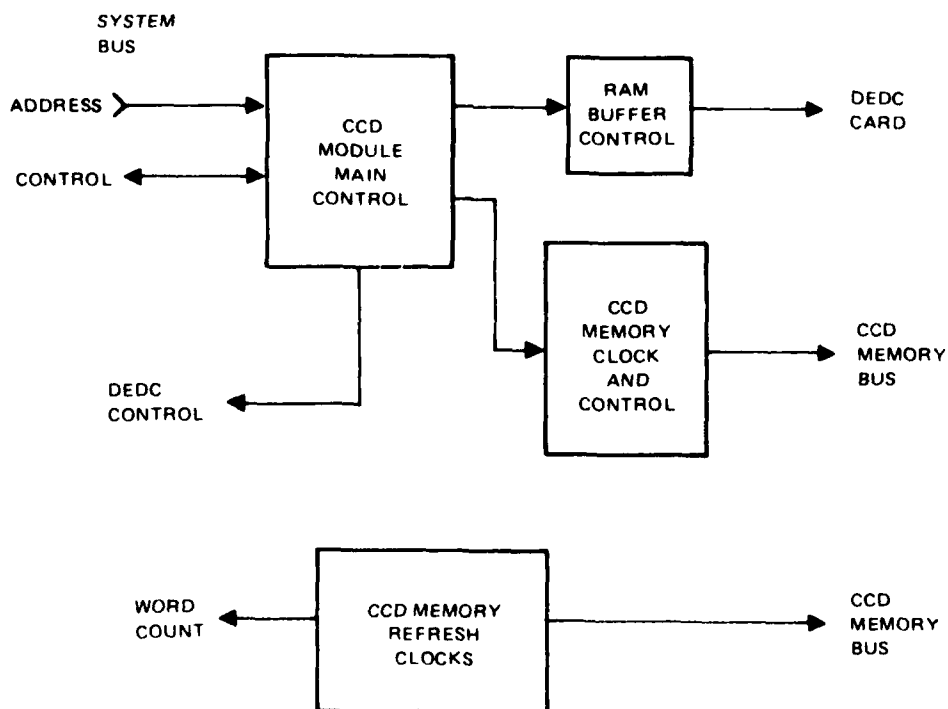 SYSTEM
BUS
ADDRESS
CONTROL
CCD
MODULE
MAIN
CONTROL
RAM
BUFFER
CONTROL
DEDC
CARD
CCD
MEMORY
CLOCK
AND
CONTROL
CCD
MEMORY
BUS
DEDC
CONTROL
WORD
COUNT
CCD MEMORY
REFRESH
CLOCKS
CCD
MEMORY
BUS